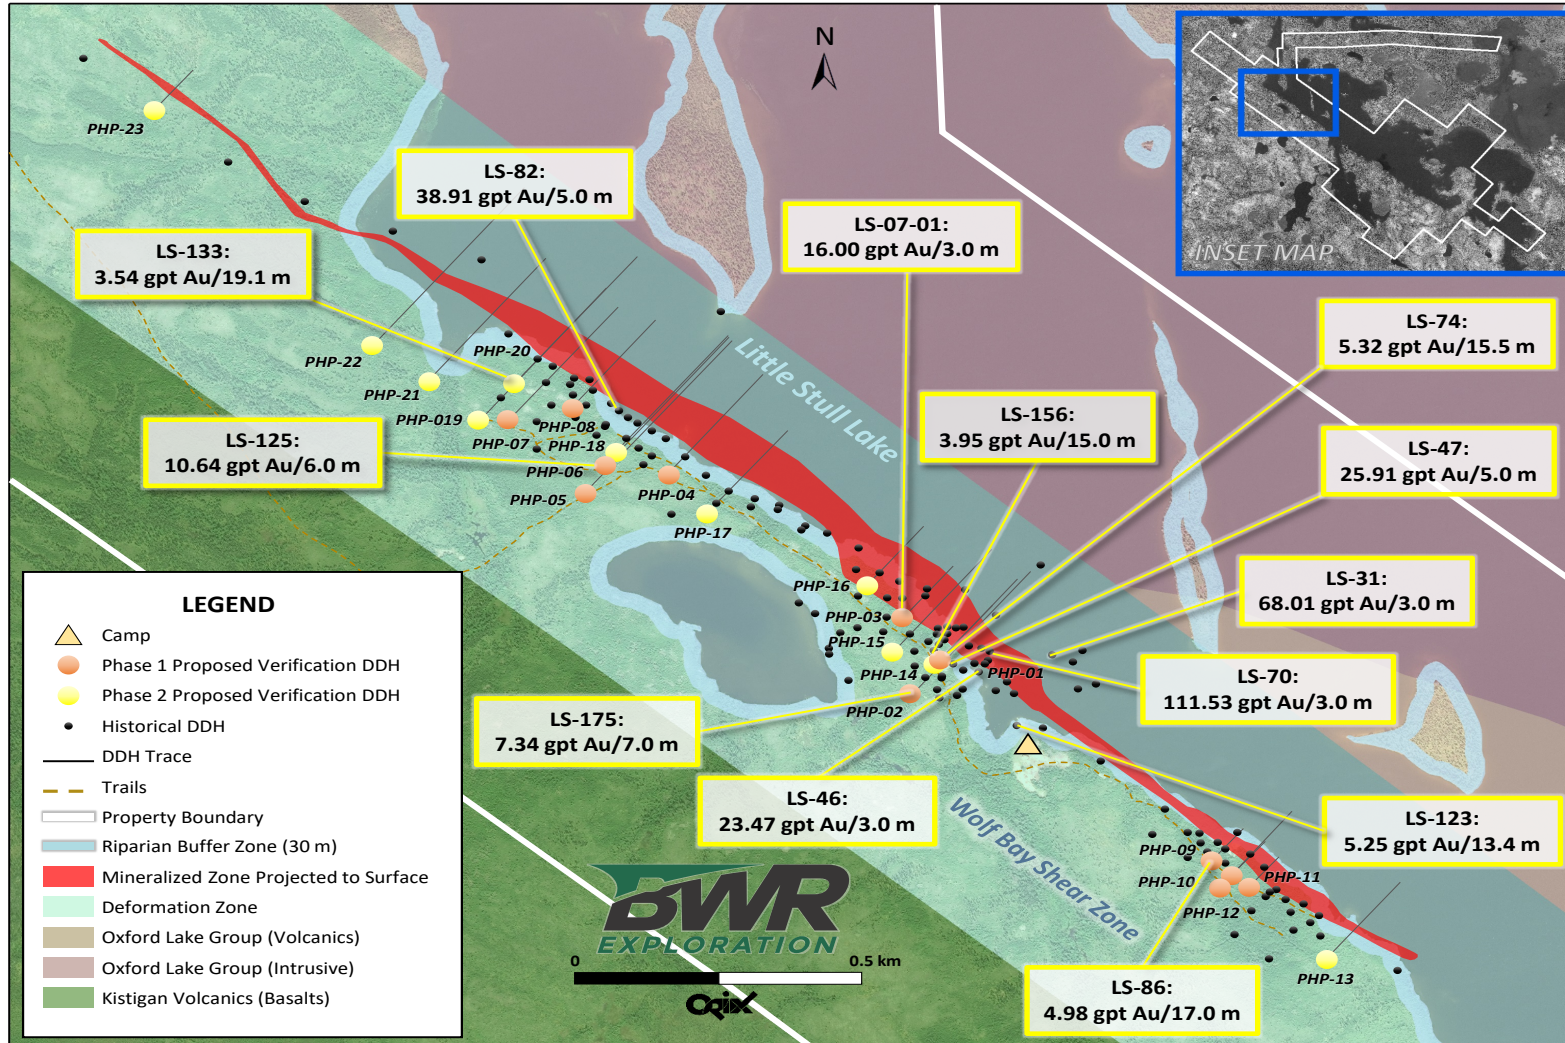 N
INSET MAP
PHP-23
LS-82:
38.91 gpt Au/5.0 m
LS-07-01:
16.00 gpt Au/3.0 m
LS-133:
3.54 gpt Au/19.1 m
LS-74:
5.32 gpt Au/15.5 m
PHP-22
PHP-20
PHP-21
Little Stull Lake
LS-156:
3.95 gpt Au/15.0 m
LS-125:
10.64 gpt Au/6.0 m
PHP-019
PHP-07
PHP-08
PHP-18
PHP-06
PHP-05
PHP-04
PHP-17
LS-47:
25.91 gpt Au/5.0 m
LS-31:
68.01 gpt Au/3.0 m
PHP-16
PHP-03
PHP-15
PHP-14
PHP-01
PHP-02
LS-70:
111.53 gpt Au/3.0 m
LS-175:
7.34 gpt Au/7.0 m
LS-46:
23.47 gpt Au/3.0 m
LS-123:
5.25 gpt Au/13.4 m
Wolf Bay Shear Zone
PHP-09
PHP-10
PHP-11
PHP-12
PHP-13
LS-86:
4.98 gpt Au/17.0 m
LEGEND
Camp
Phase 1 Proposed Verification DDH
Phase 2 Proposed Verification DDH
Historical DDH
DDH Trace
Trails
Property Boundary
Riparian Buffer Zone (30 m)
Mineralized Zone Projected to Surface
Deformation Zone
Oxford Lake Group (Volcanics)
Oxford Lake Group (Intrusive)
Kistigan Volcanics (Basalts)
BWR
EXPLORATION
0 0.5 km
Orix